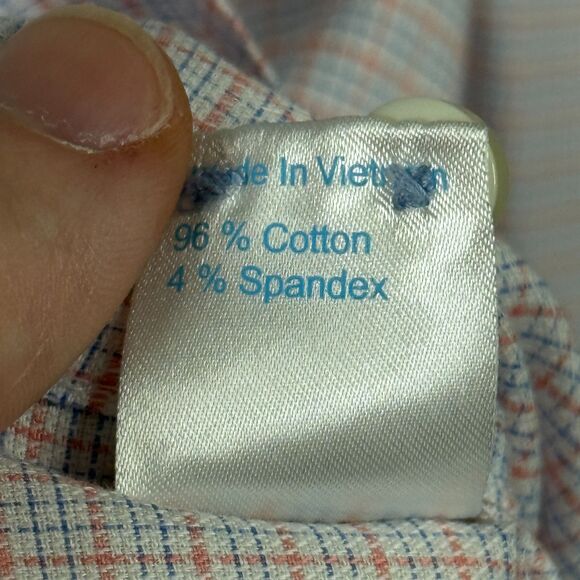 Made In Vietnam
96 % Cotton
4 % Spandex